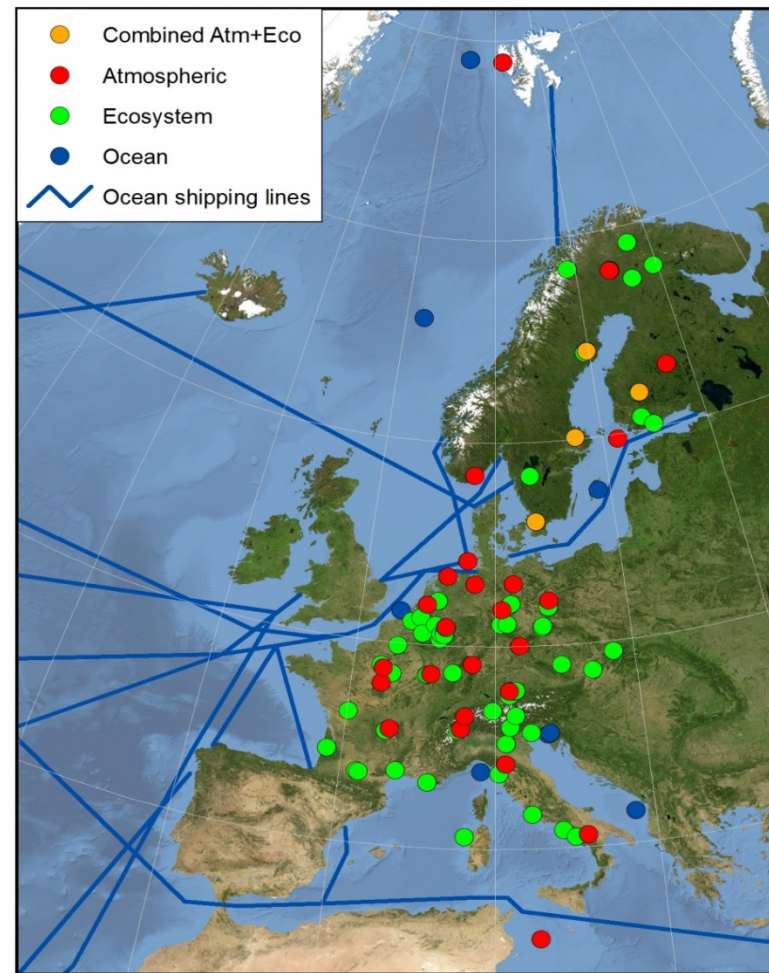 Combined Atm+Eco
Atmospheric
Ecosystem
Ocean
Ocean shipping lines